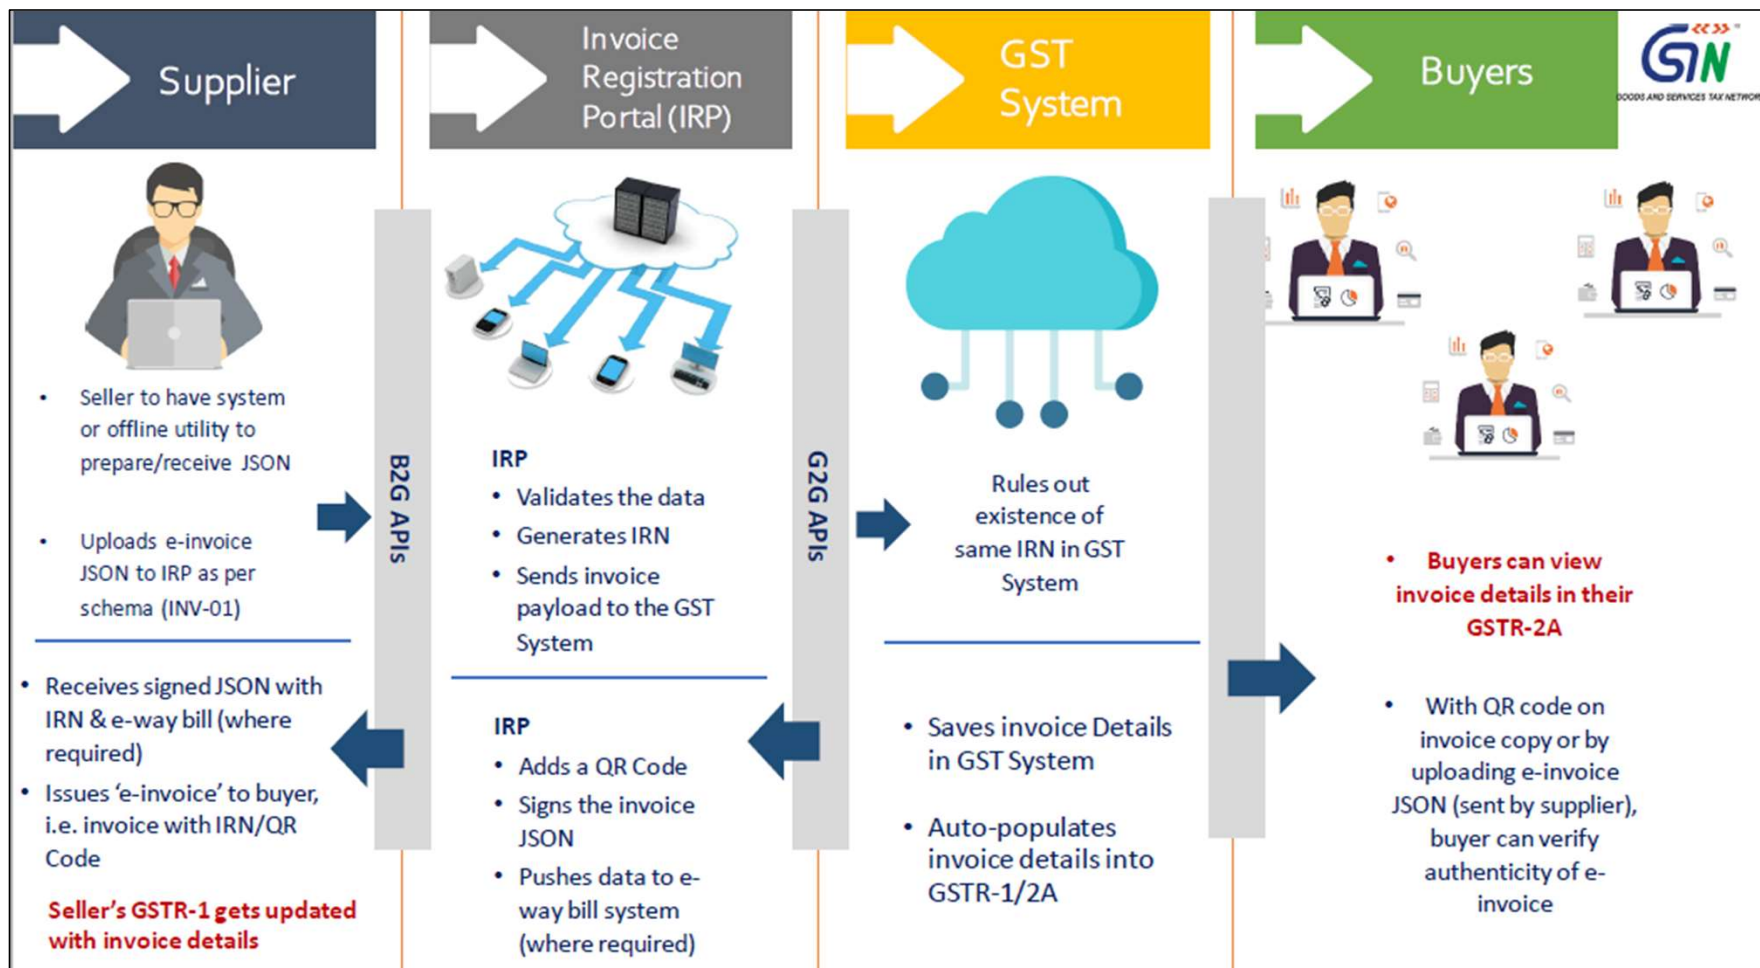 Supplier
Invoice
Registration
Portal (IRP)
GST
System
Buyers
GSTN
GOODS AND SERVICES TAX NETWORK
• Seller to have system
or offline utility to
prepare/receive JSON
• Uploads e-invoice
JSON to IRP as per
schema (INV-01)
• Receives signed JSON with
IRN & e-way bill (where
required)
• Issues ‘e-invoice’ to buyer,
i.e. invoice with IRN/QR
Code
Seller's GSTR-1 gets updated
with invoice details
B2G APIs
IRP
• Validates the data
• Generates IRN
• Sends invoice
payload to the GST
System
IRP
• Adds a QR Code
• Signs the invoice
JSON
• Pushes data to e-
way bill system
(where required)
G2G APIs
Rules out
existence of
same IRN in GST
System
• Saves invoice Details
in GST System
• Auto-populates
invoice details into
GSTR-1/2A
• Buyers can view
invoice details in their
GSTR-2A
• With QR code on
invoice copy or by
uploading e-invoice
JSON (sent by supplier),
buyer can verify
authenticity of e-
invoice